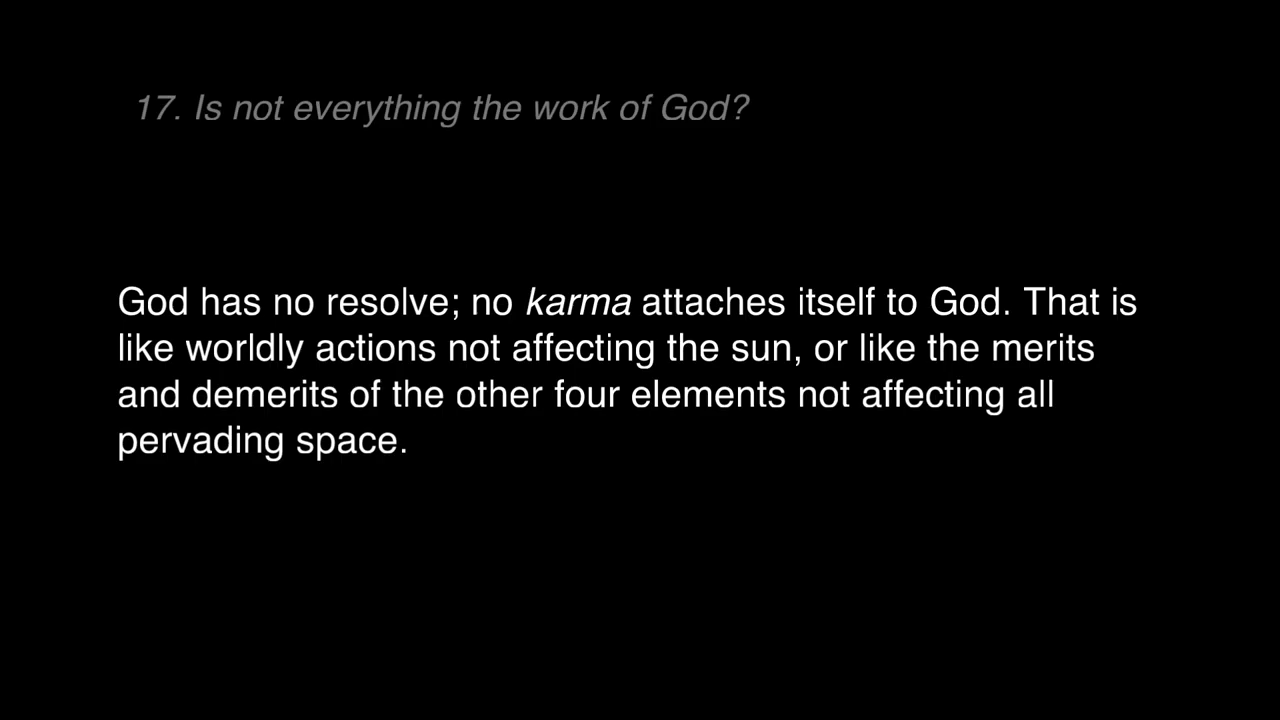 17. Is not everything the work of God?
God has no resolve; no karma attaches itself to God. That is
like worldly actions not affecting the sun, or like the merits
and demerits of the other four elements not affecting all
pervading space.